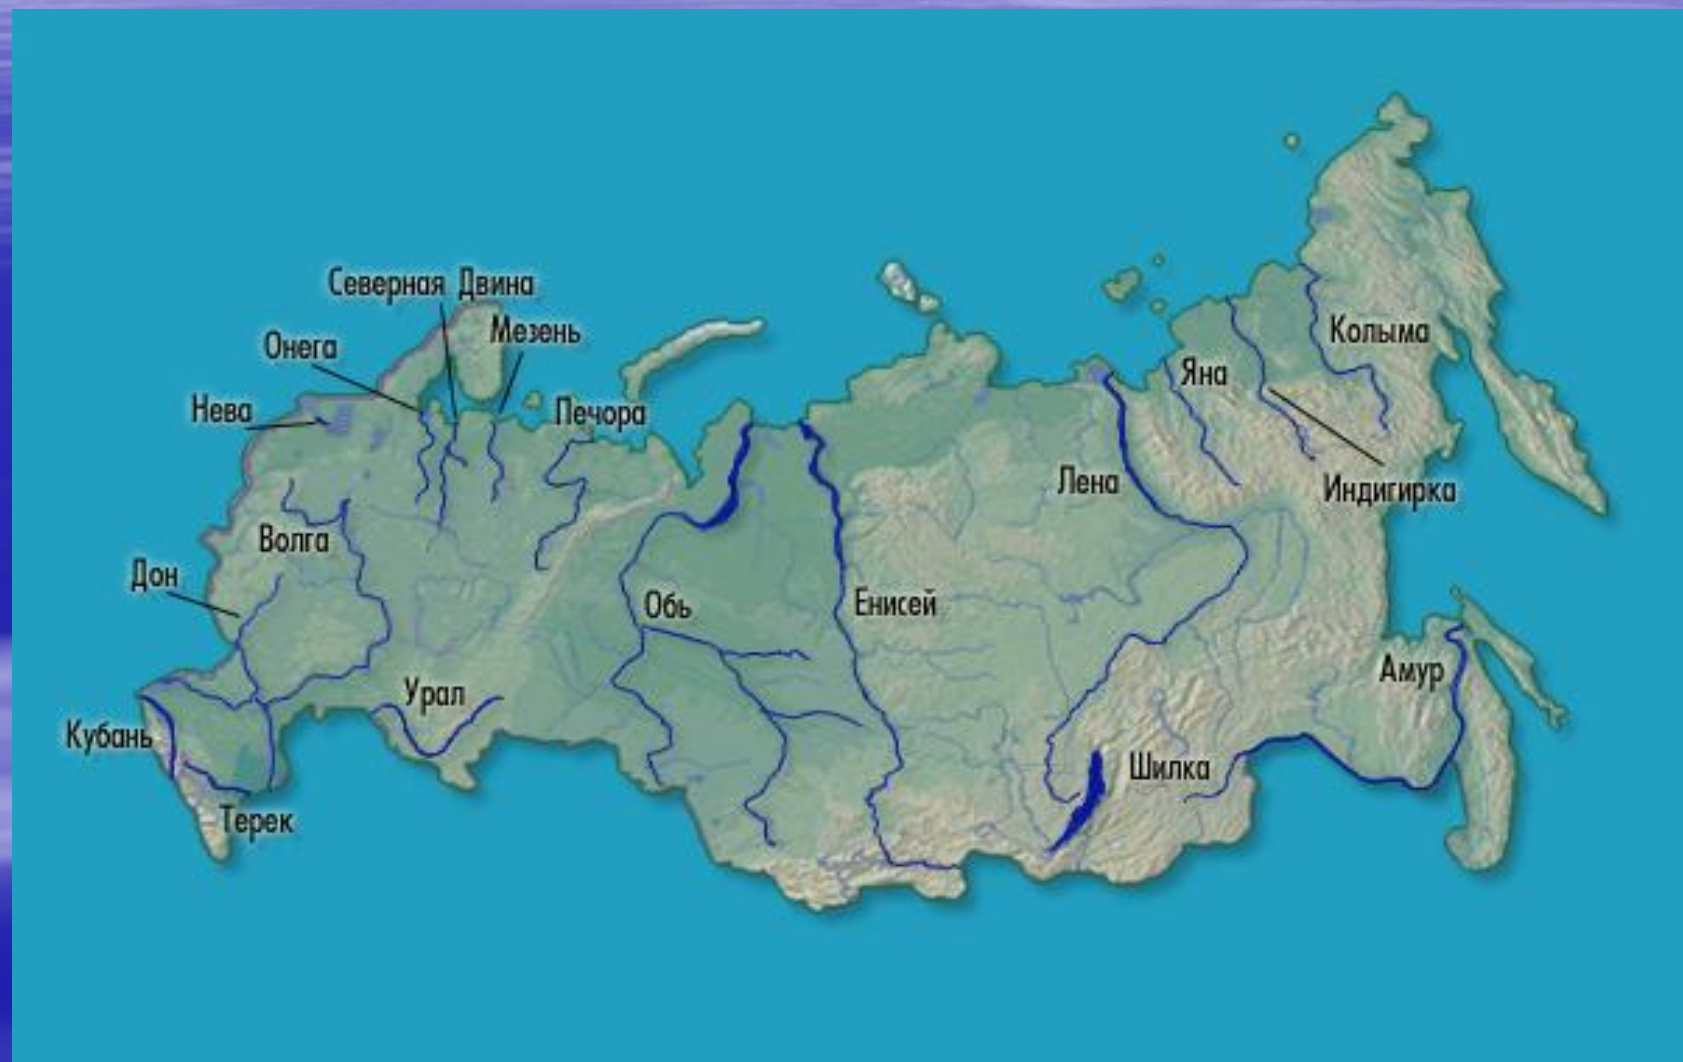 Северная Двина
Мезень
Онега
Нева
Печора
Колыма
Яна
Индигирка
Лена
Волга
Дон
Обь
Енисей
Амур
Урал
Кубань
Шилка
Терек